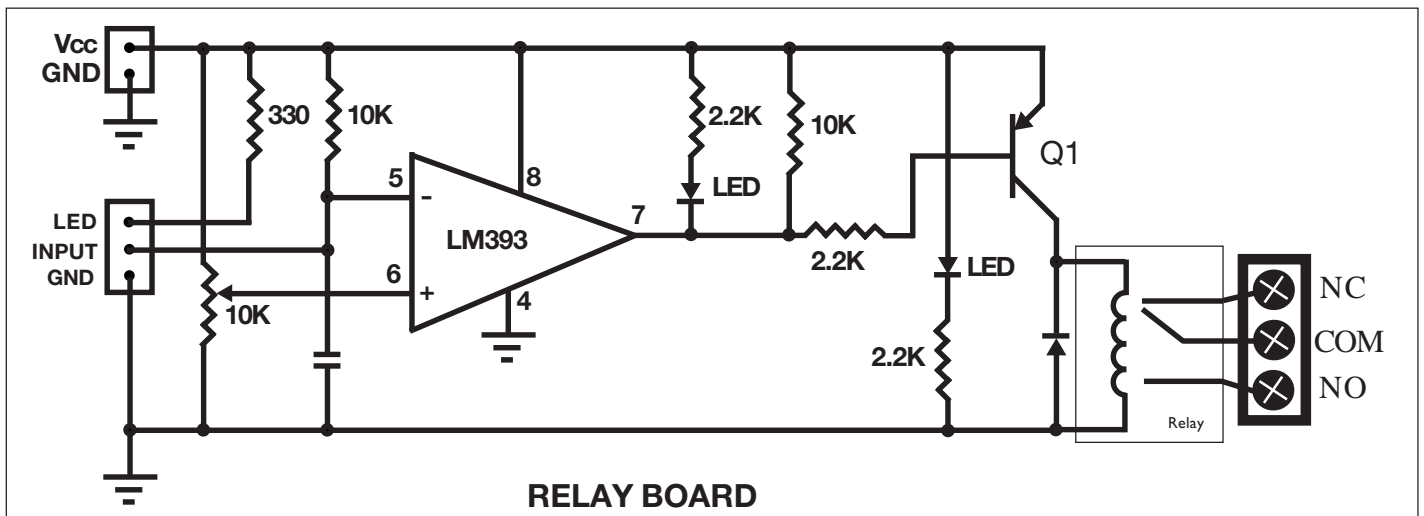 Vcc
GND
330
10K
2.2K
10K
Q1
5
-
8
LED
7
LED
INPUT
GND
LM393
6
+
4
10K
2.2K
LED
2.2K
NC
COM
NO
Relay
RELAY BOARD